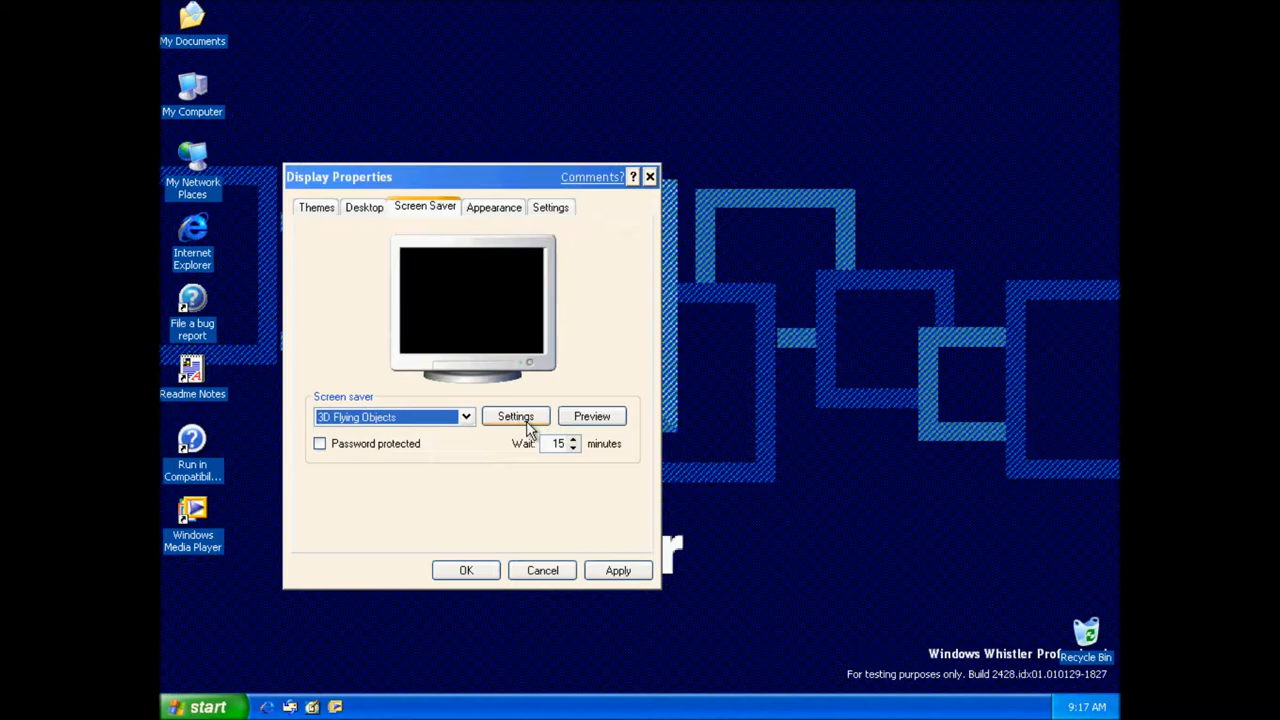 My Documents
My Computer
My Network
Places
Internet
Explorer
File a bug
report
Readme Notes
Run in
Compatibil...
Windows
Media Player
Display Properties
Comments?
Themes
Desktop
Screen Saver
Appearance
Settings
Screen saver
3D Flying Objects
Settings
Preview
Password protected
Wait:
15
minutes
OK
Cancel
Apply
r
Windows Whistler
Recycle Bin
For testing purposes only. Build 2428.idx01.010129-1827
start
9:17 AM